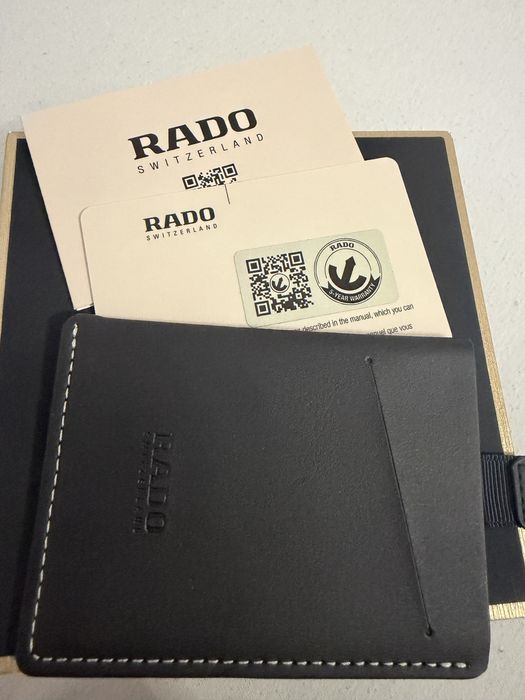 RADO
SWITZERLAND
RADO
SWITZERLAND
RADO
5-YEAR WARRANTY
described in the manual, which you can
manuel que vous
RADO
SWITZERLAND